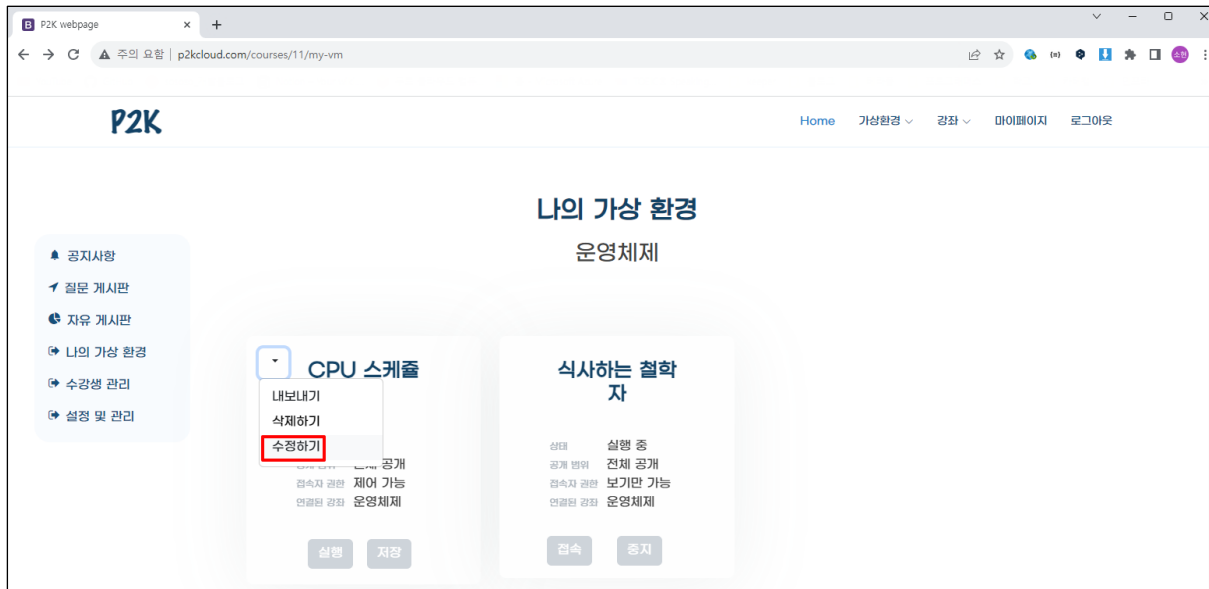 P2K webpage
주의 요함 | p2kcloud.com/courses/11/my-vm
소현
P2K
Home 가상환경 강좌 마이페이지 로그아웃
나의 가상 환경
운영체제
공지사항
질문 게시판
자유 게시판
나의 가상 환경
수강생 관리
설정 및 관리
CPU 스케쥴
내보내기
삭제하기
수정하기
공개
접속자 권한 제어 가능
연결된 강좌 운영체제
실행 저장
식사하는 철학
자
상태 실행 중
공개 범위 전체 공개
접속자 권한 보기만 가능
연결된 강좌 운영체제
접속 중지